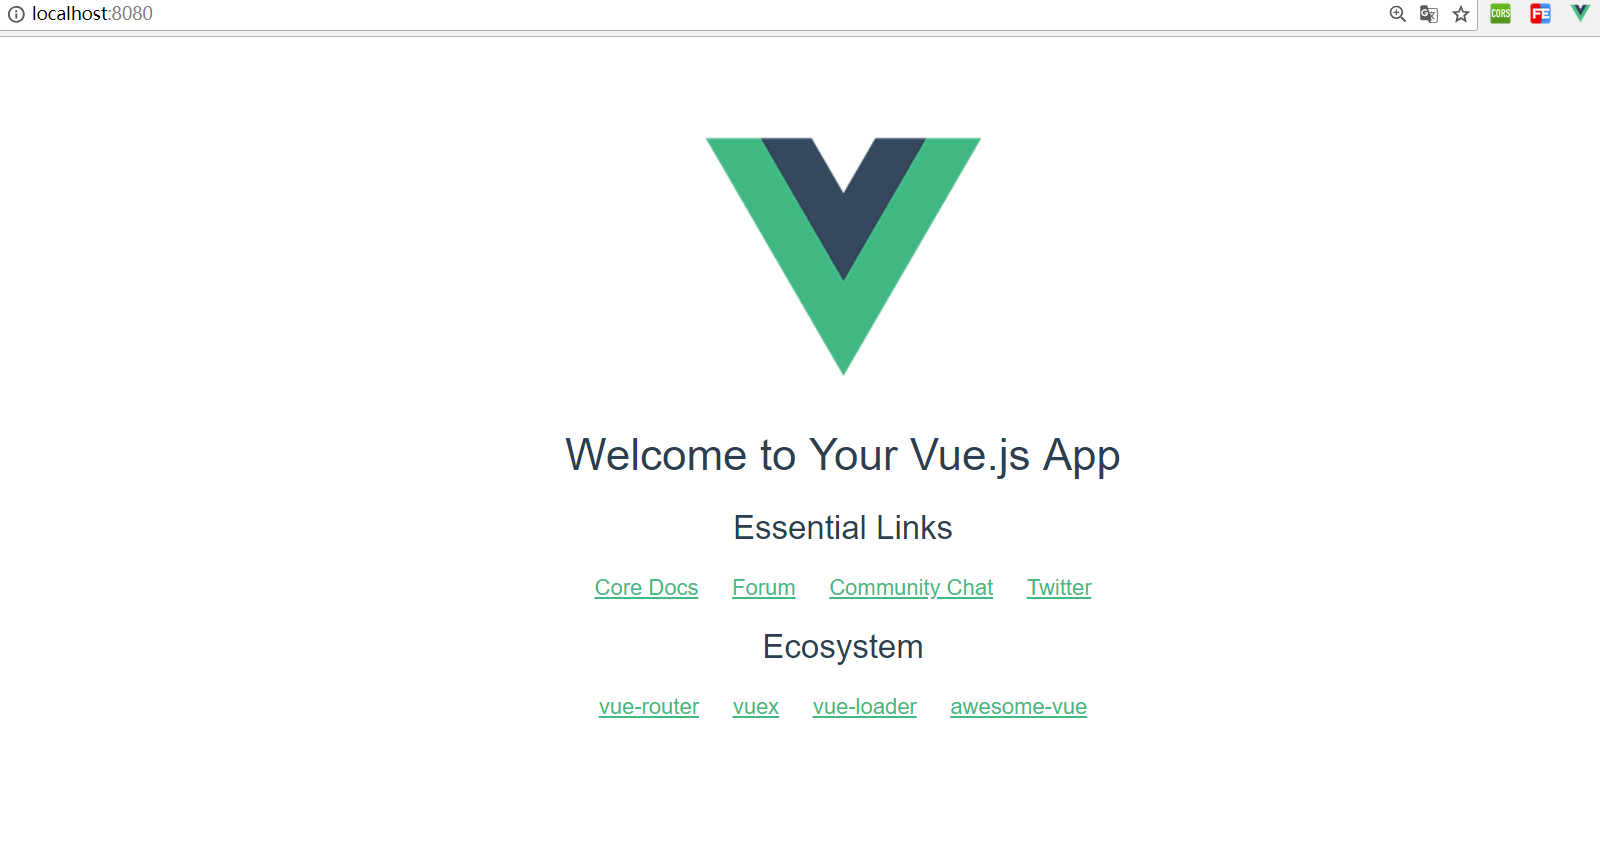 localhost:8080
CORS
FE
Welcome to Your Vue.js App
Essential Links
Core Docs Forum Community Chat Twitter
Ecosystem
vue-router vuex vue-loader awesome-vue